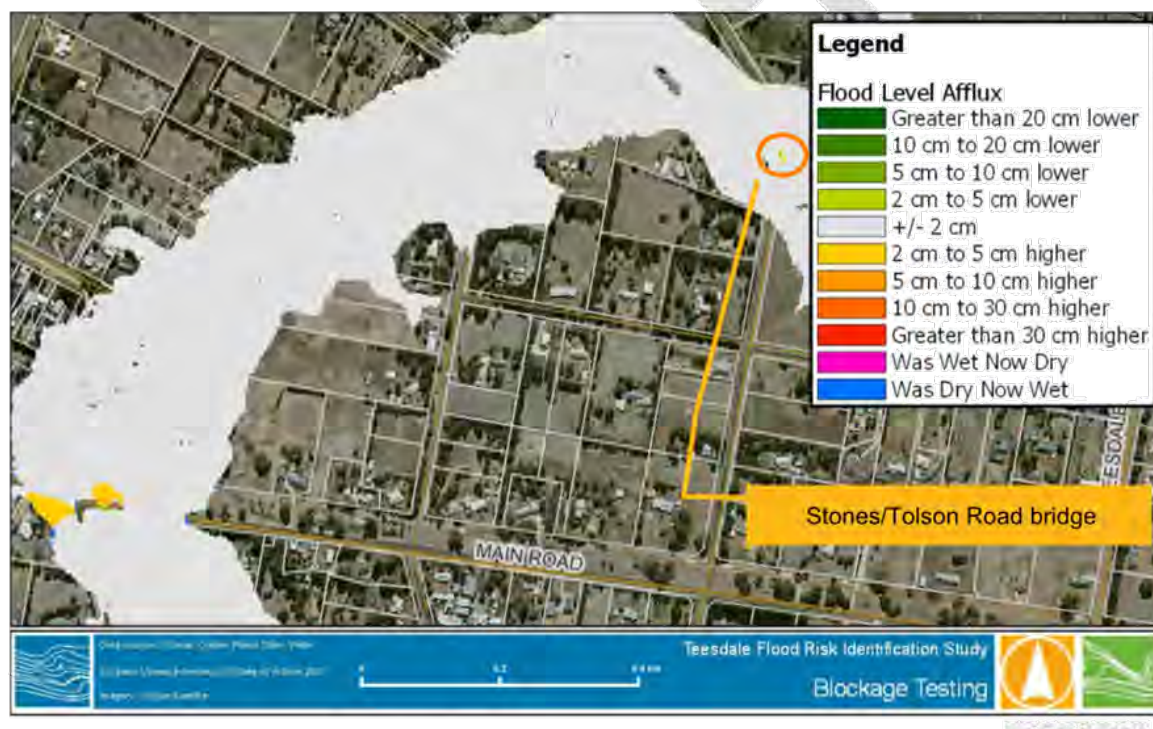 Legend
Flood Level Afflux
Greater than 20 cm lower
10 cm to 20 cm lower
5 cm to 10 cm lower
2 cm to 5 cm lower
+/- 2 cm
2 cm to 5 cm higher
5 cm to 10 cm higher
10 cm to 30 cm higher
Greater than 30 cm higher
Was Wet Now Dry
Was Dry Now Wet
Stones/Tolson Road bridge
MAIN ROAD
Teesdale Flood Risk Identification Study
Blockage Testing